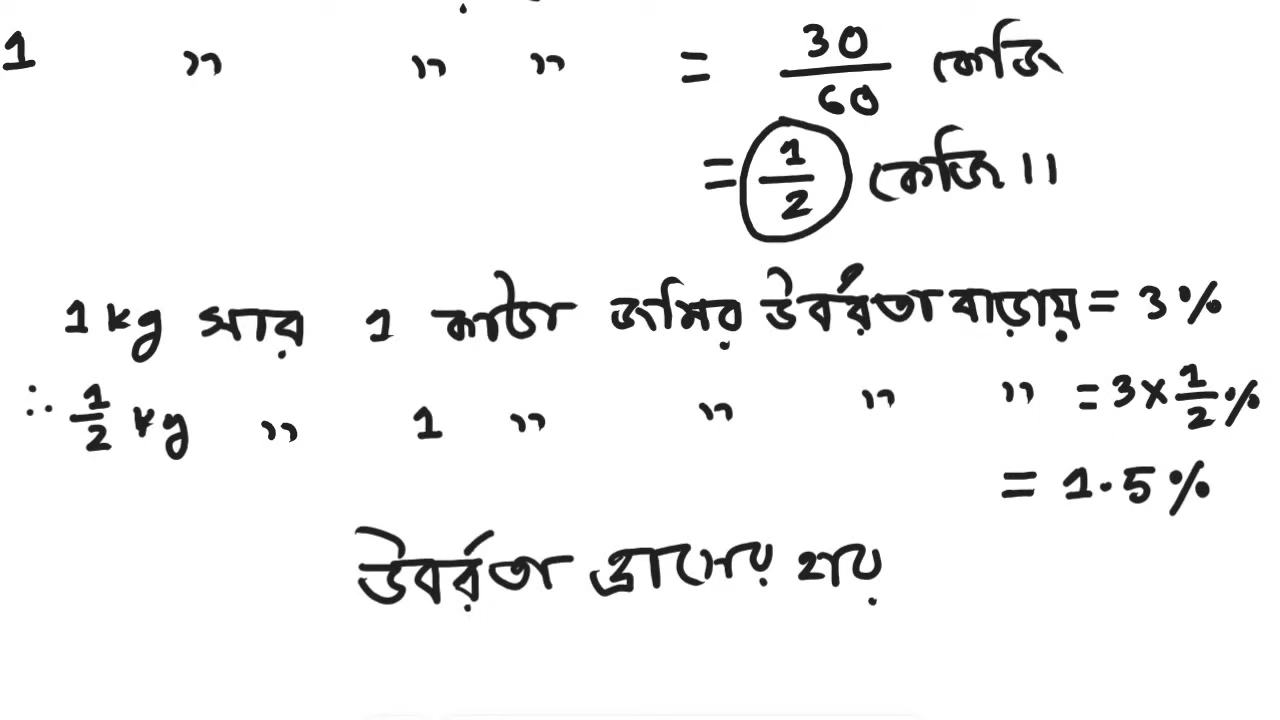 1 " " " = 30/60 কেজি
= 1/2 কেজি ।।
1 kg সার 1 কাঠা জমির উর্বরতা বাড়ায় = 3%
∴ 1/2 kg " 1 " " " " = 3 × 1/2 %
= 1.5%
উর্বরতা হ্রাসের হার